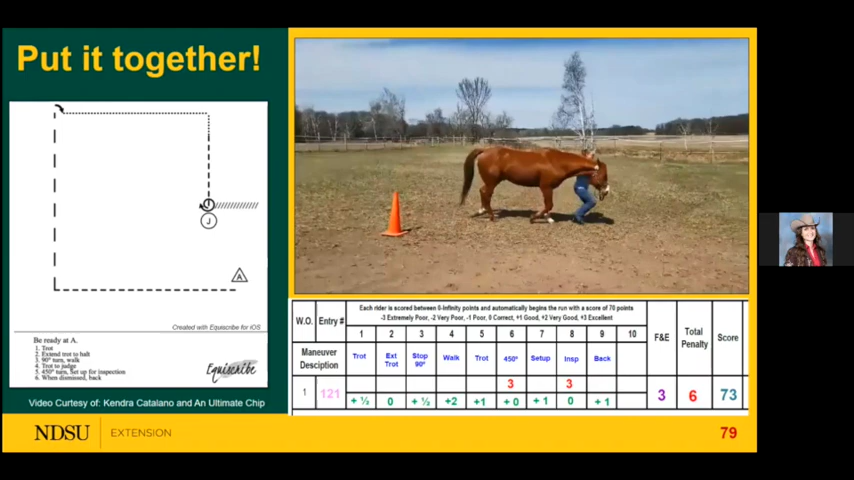 Put it together!
J
A
Created with Equiscribe for iOS
Be ready at A.
1. Trot
2. Extend trot to halt
3. 90° turn, walk
4. Trot to judge
5. 450° turn, Set up for inspection
6. When dismissed, back
Equiscribe
Video Curtesy of: Kendra Catalano and An Ultimate Chip
W.O. Entry # Each rider is scored between 0-Infinity points and automatically begins the run with a score of 70 points
-3 Extremely Poor, -2 Very Poor, -1 Poor, 0 Correct, +1 Good, +2 Very Good, +3 Excellent
1 2 3 4 5 6 7 8 9 10 F&E Total Penalty Score
Maneuver Desciption Trot Ext Trot Stop 90° Walk Trot 450° Setup Insp Back
3 3
1 121 + ½ 0 + ½ +2 +1 + 0 + 1 0 + 1 3 6 73
NDSU EXTENSION
79